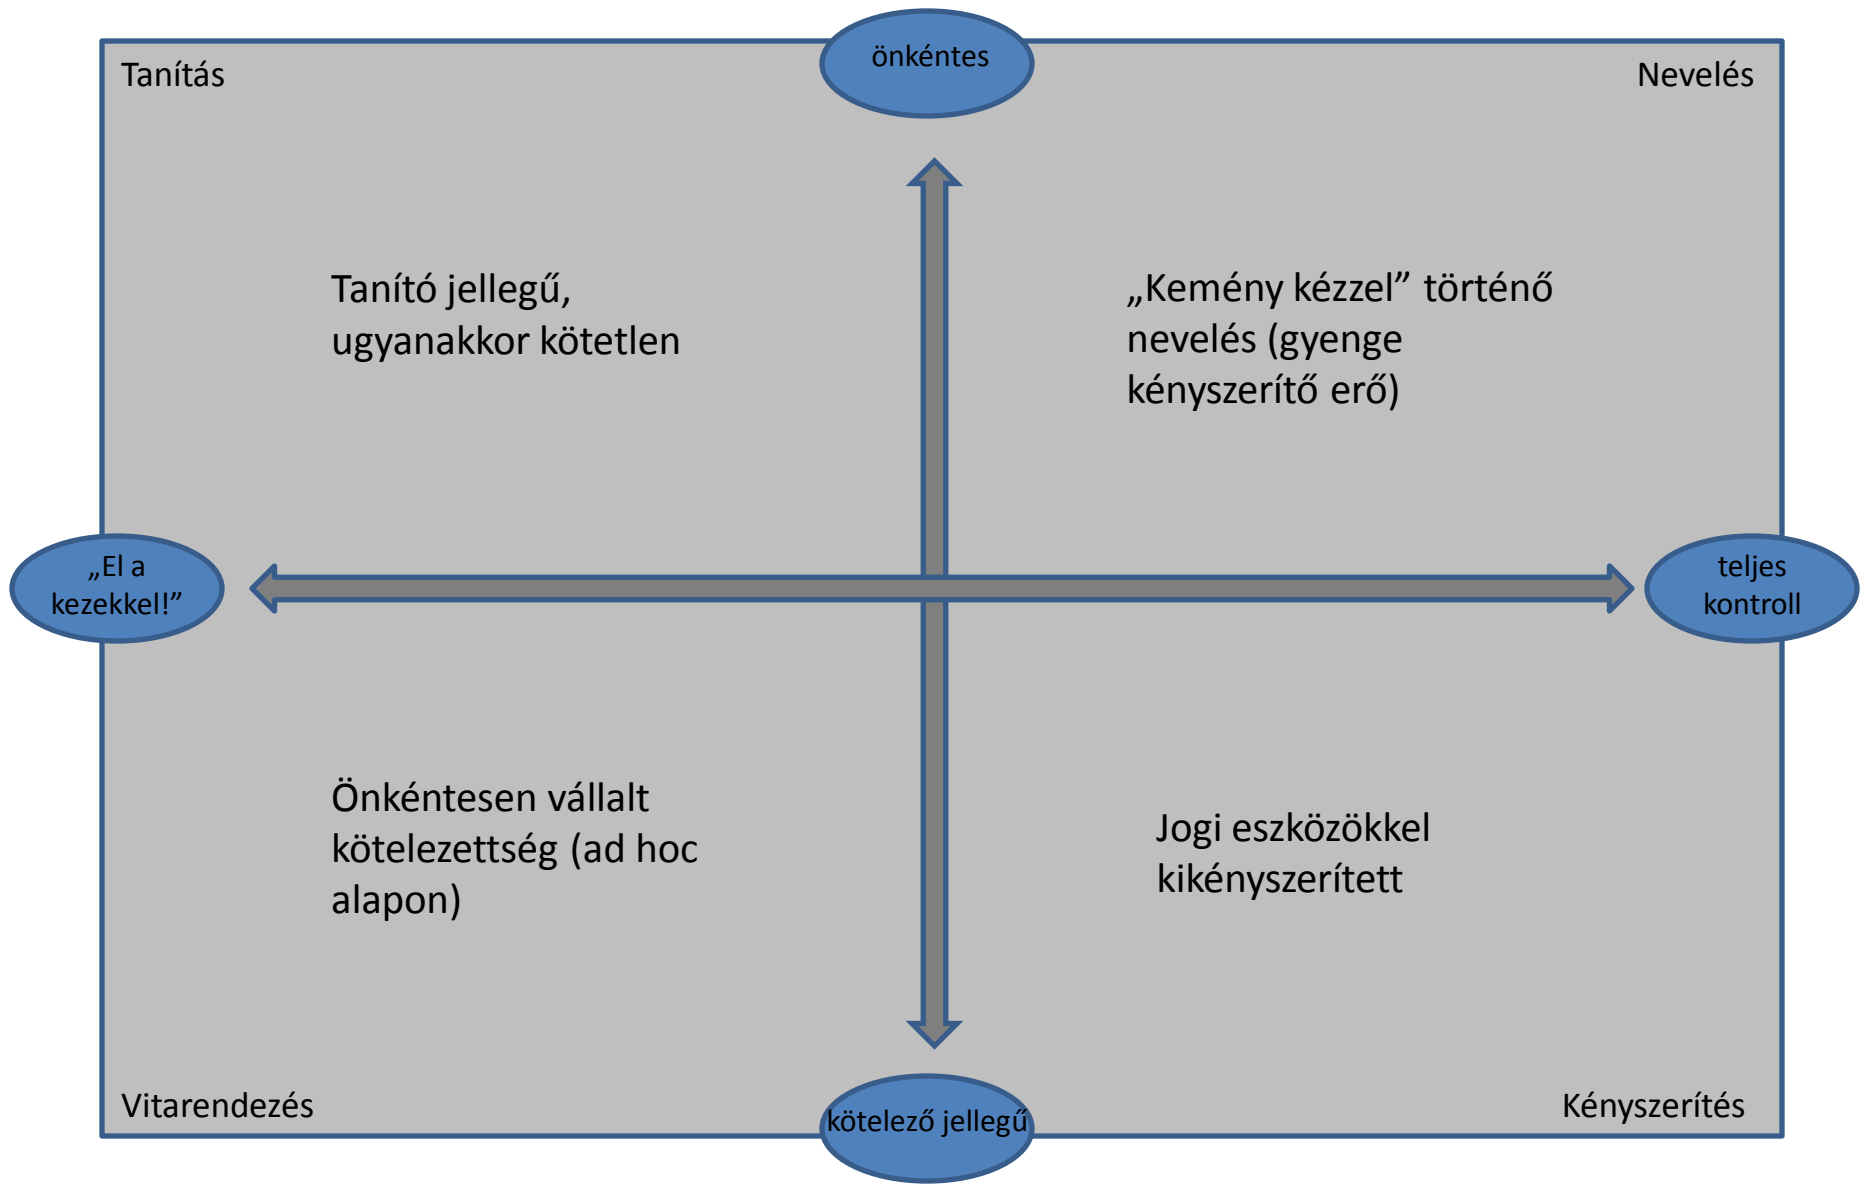 önkéntes
Tanítás
Nevelés
Tanító jellegű,
ugyanakkor kötetlen
„Kemény kézzel” történő
nevelés (gyenge
kényszerítő erő)
„El a
kezekkel!”
teljes
kontroll
Önkéntesen vállalt
kötelezettség (ad hoc
alapon)
Jogi eszközökkel
kikényszerített
Vitarendezés
Kényszerítés
kötelező jellegű